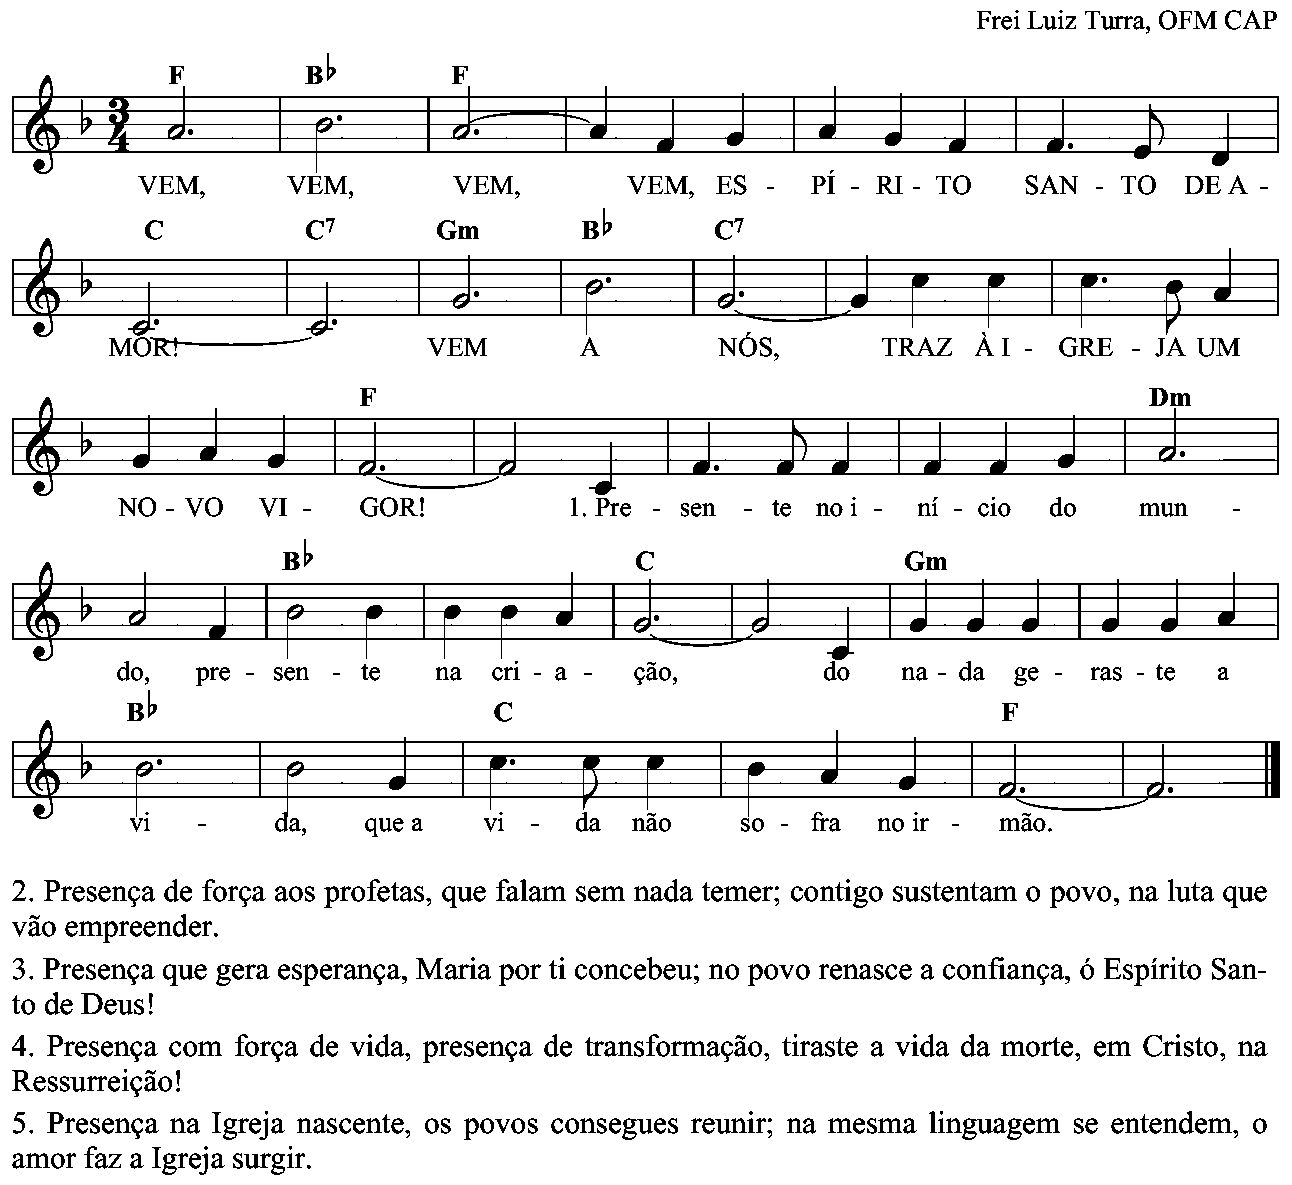 Frei Luiz Turra, OFM CAP
F B♭ F
3
4
VEM, VEM, VEM, VEM, ES - PÍ - RI - TO SAN - TO DE A -
C C7 Gm B♭ C7
MOR! VEM A NÓS, TRAZ À I - GRE - JA UM
F Dm
NO - VO VI - GOR! 1. Pre - sen - te no i - ní - cio do mun -
B♭ C Gm
do, pre - sen - te na cri - a - ção, do na - da ge - ras - te a
B♭ C F
vi - da, que a vi - da não so - fra no ir - mão.
2. Presença de força aos profetas, que falam sem nada temer; contigo sustentam o povo, na luta que
vão empreender.
3. Presença que gera esperança, Maria por ti concebeu; no povo renasce a confiança, ó Espírito San-
to de Deus!
4. Presença com força de vida, presença de transformação, tiraste a vida da morte, em Cristo, na
Ressurreição!
5. Presença na Igreja nascente, os povos consegues reunir; na mesma linguagem se entendem, o
amor faz a Igreja surgir.